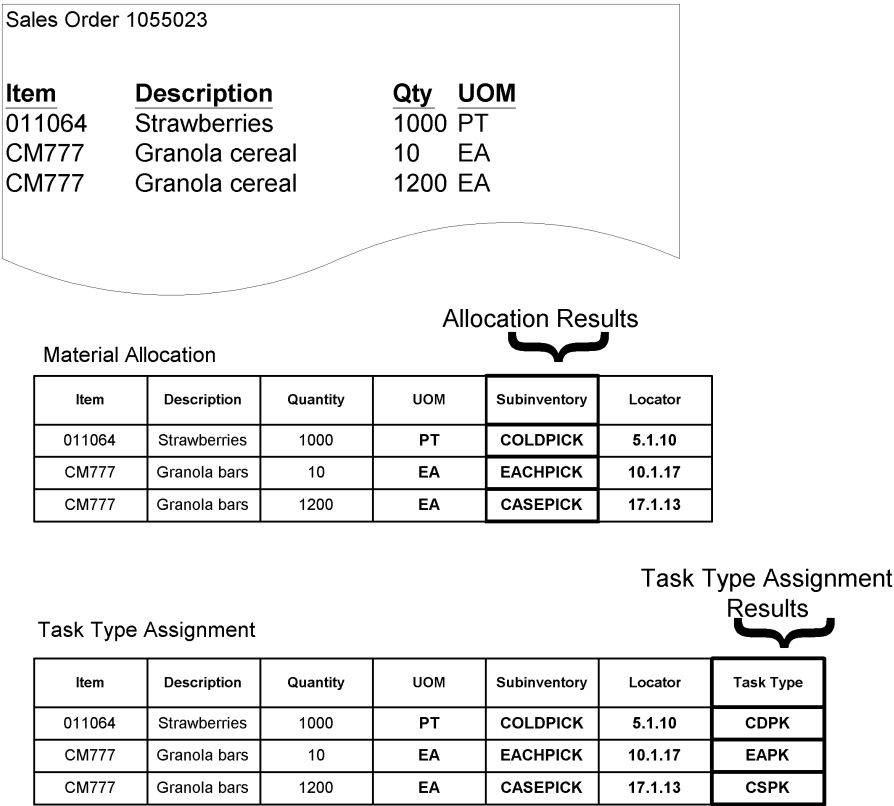 Sales Order 1055023
Item Description Qty UOM
011064 Strawberries 1000 PT
CM777 Granola cereal 10 EA
CM777 Granola cereal 1200 EA
Allocation Results
Material Allocation
Item Description Quantity UOM Subinventory Locator
011064 Strawberries 1000 PT COLDPICK 5.1.10
CM777 Granola bars 10 EA EACHPICK 10.1.17
CM777 Granola bars 1200 EA CASEPICK 17.1.13
Task Type Assignment
Results
Task Type Assignment
Item Description Quantity UOM Subinventory Locator Task Type
011064 Strawberries 1000 PT COLDPICK 5.1.10 CDPK
CM777 Granola bars 10 EA EACHPICK 10.1.17 EAPK
CM777 Granola bars 1200 EA CASEPICK 17.1.13 CSPK